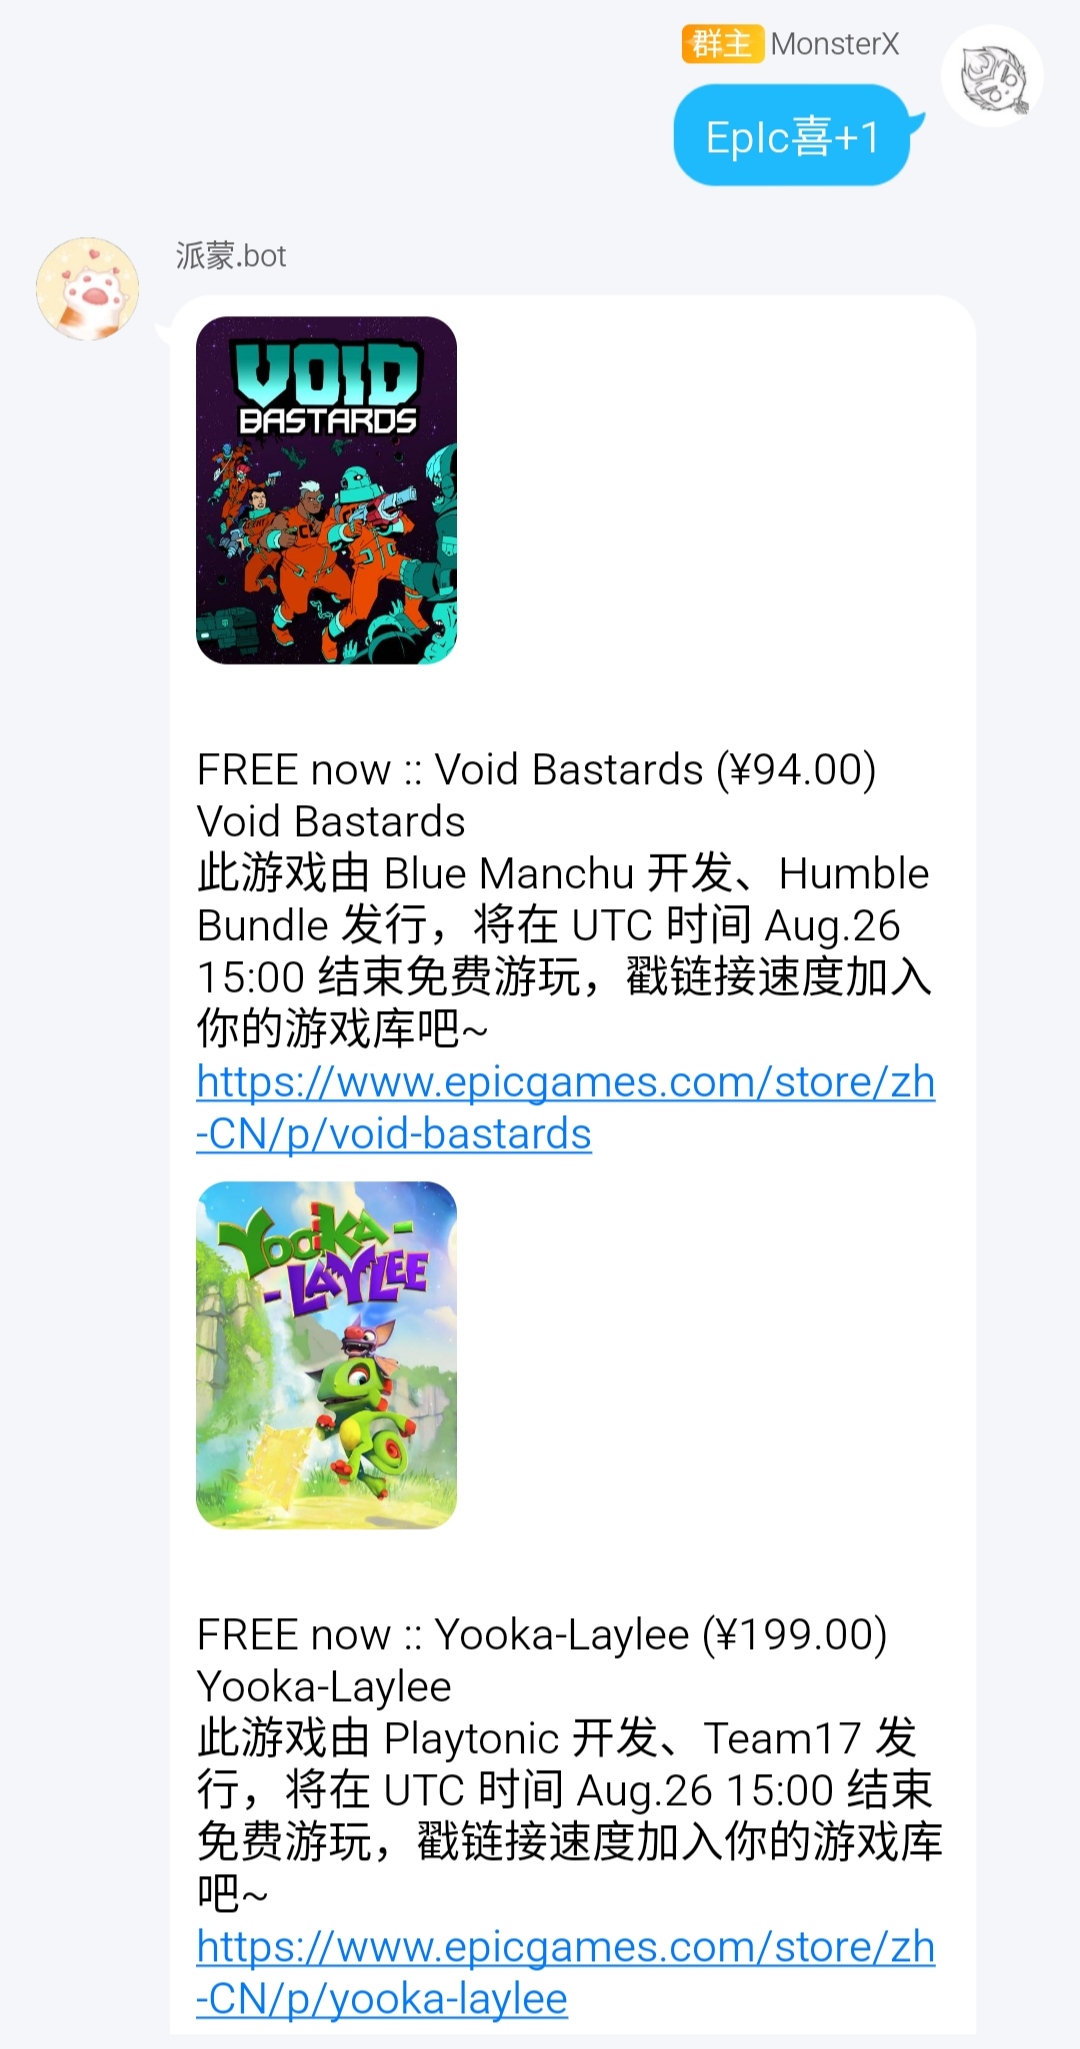 群主 MonsterX
EpIc喜+1
派蒙.bot
VOID
BASTARDS
FREE now :: Void Bastards (¥94.00)
Void Bastards
此游戏由 Blue Manchu 开发、Humble
Bundle 发行，将在 UTC 时间 Aug.26
15:00 结束免费游玩，戳链接速度加入
你的游戏库吧~
https://www.epicgames.com/store/zh
-CN/p/void-bastards
YOOKA-
-LAYLEE
FREE now :: Yooka-Laylee (¥199.00)
Yooka-Laylee
此游戏由 Playtonic 开发、Team17 发
行，将在 UTC 时间 Aug.26 15:00 结束
免费游玩，戳链接速度加入你的游戏库
吧~
https://www.epicgames.com/store/zh
-CN/p/yooka-laylee